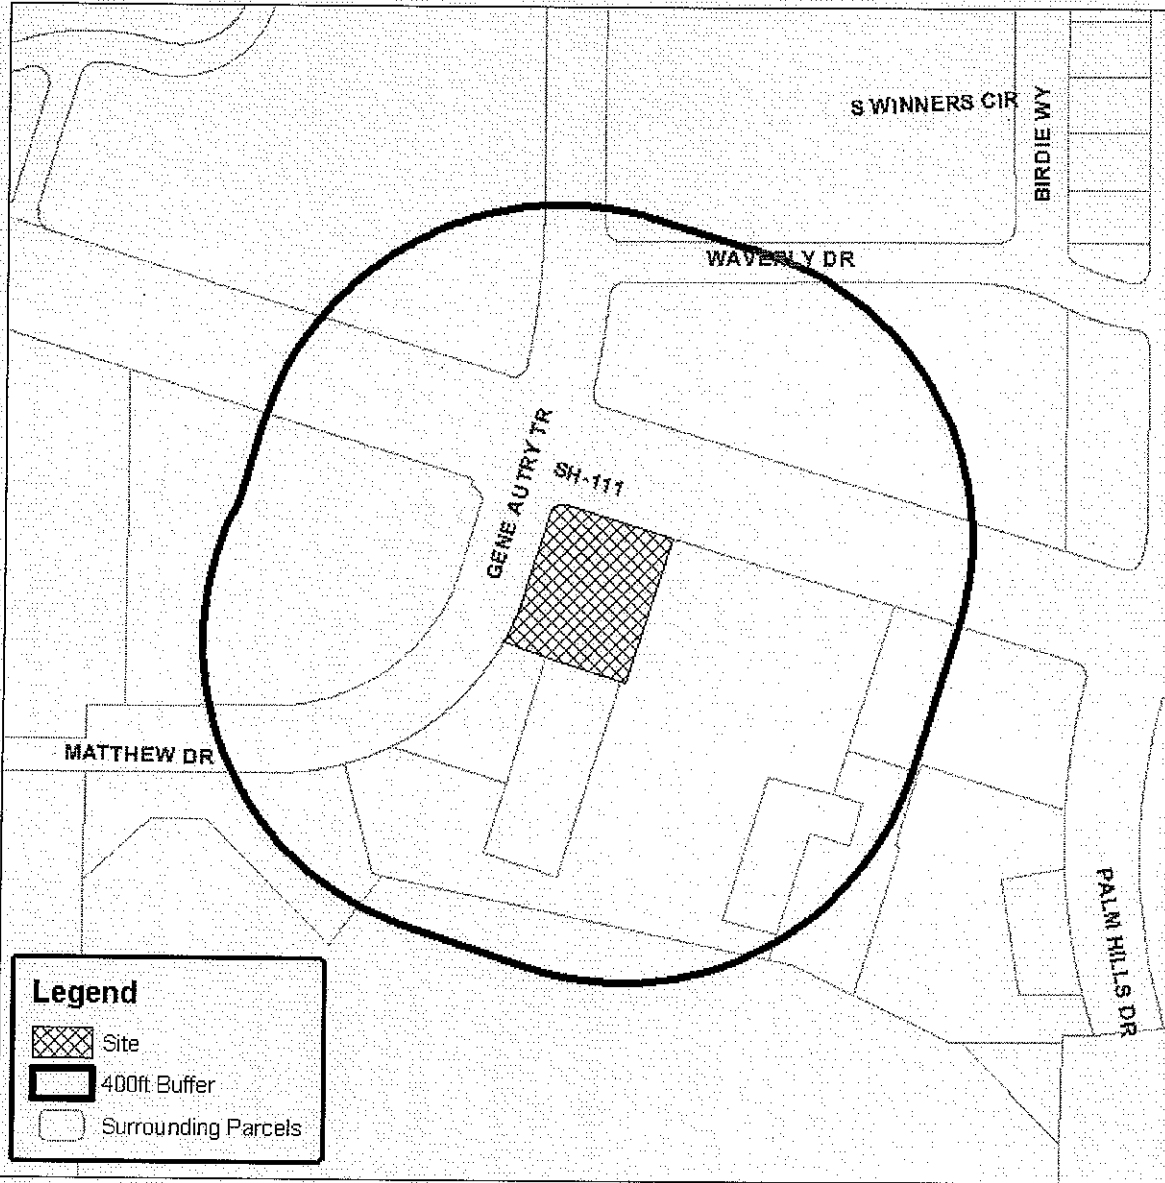 S WINNERS CIR
BIRDIE WY
WAVERLY DR
GENE AUTRY TR
SH-111
MATTHEW DR
PALM HILLS DR
Legend
Site
400ft Buffer
Surrounding Parcels